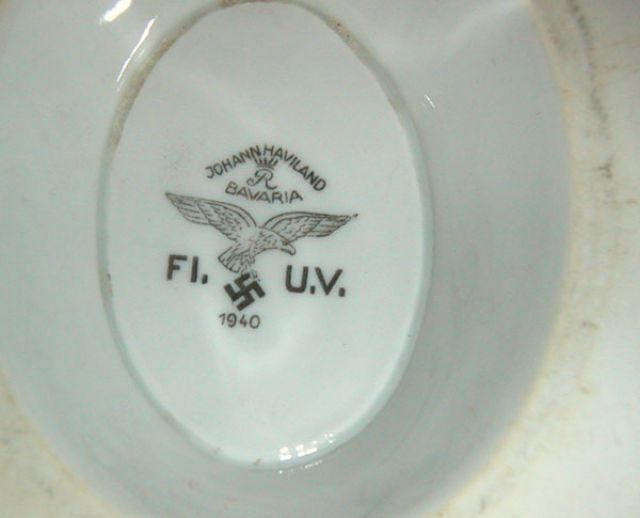 JOHANN HAVILAND
R
BAVARIA
Fl. U.V.
1940